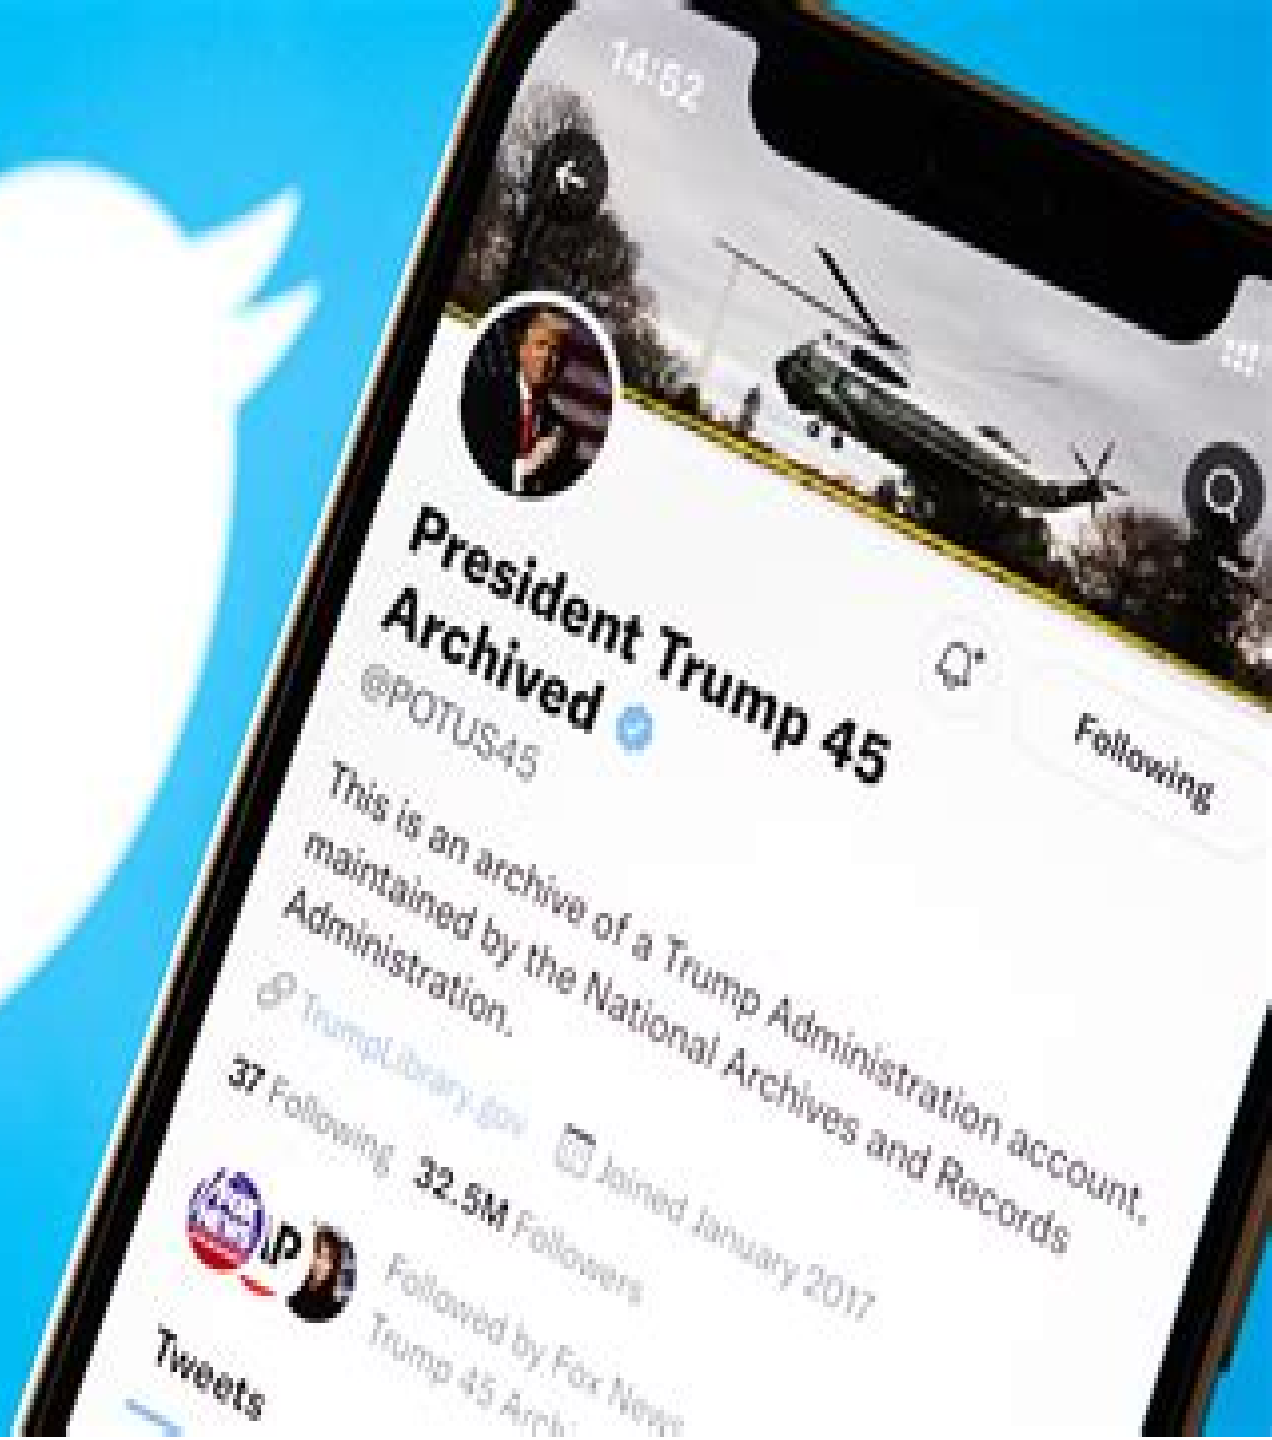 14:52
President Trump 45
Archived
@POTUS45
Following
This is an archive of a Trump Administration account,
maintained by the National Archives and Records
Administration.
TrumpLibrary.gov
Joined January 2017
37 Following 32.5M Followers
AP
Followed by Fox News
Trump 45 Archi
Tweets